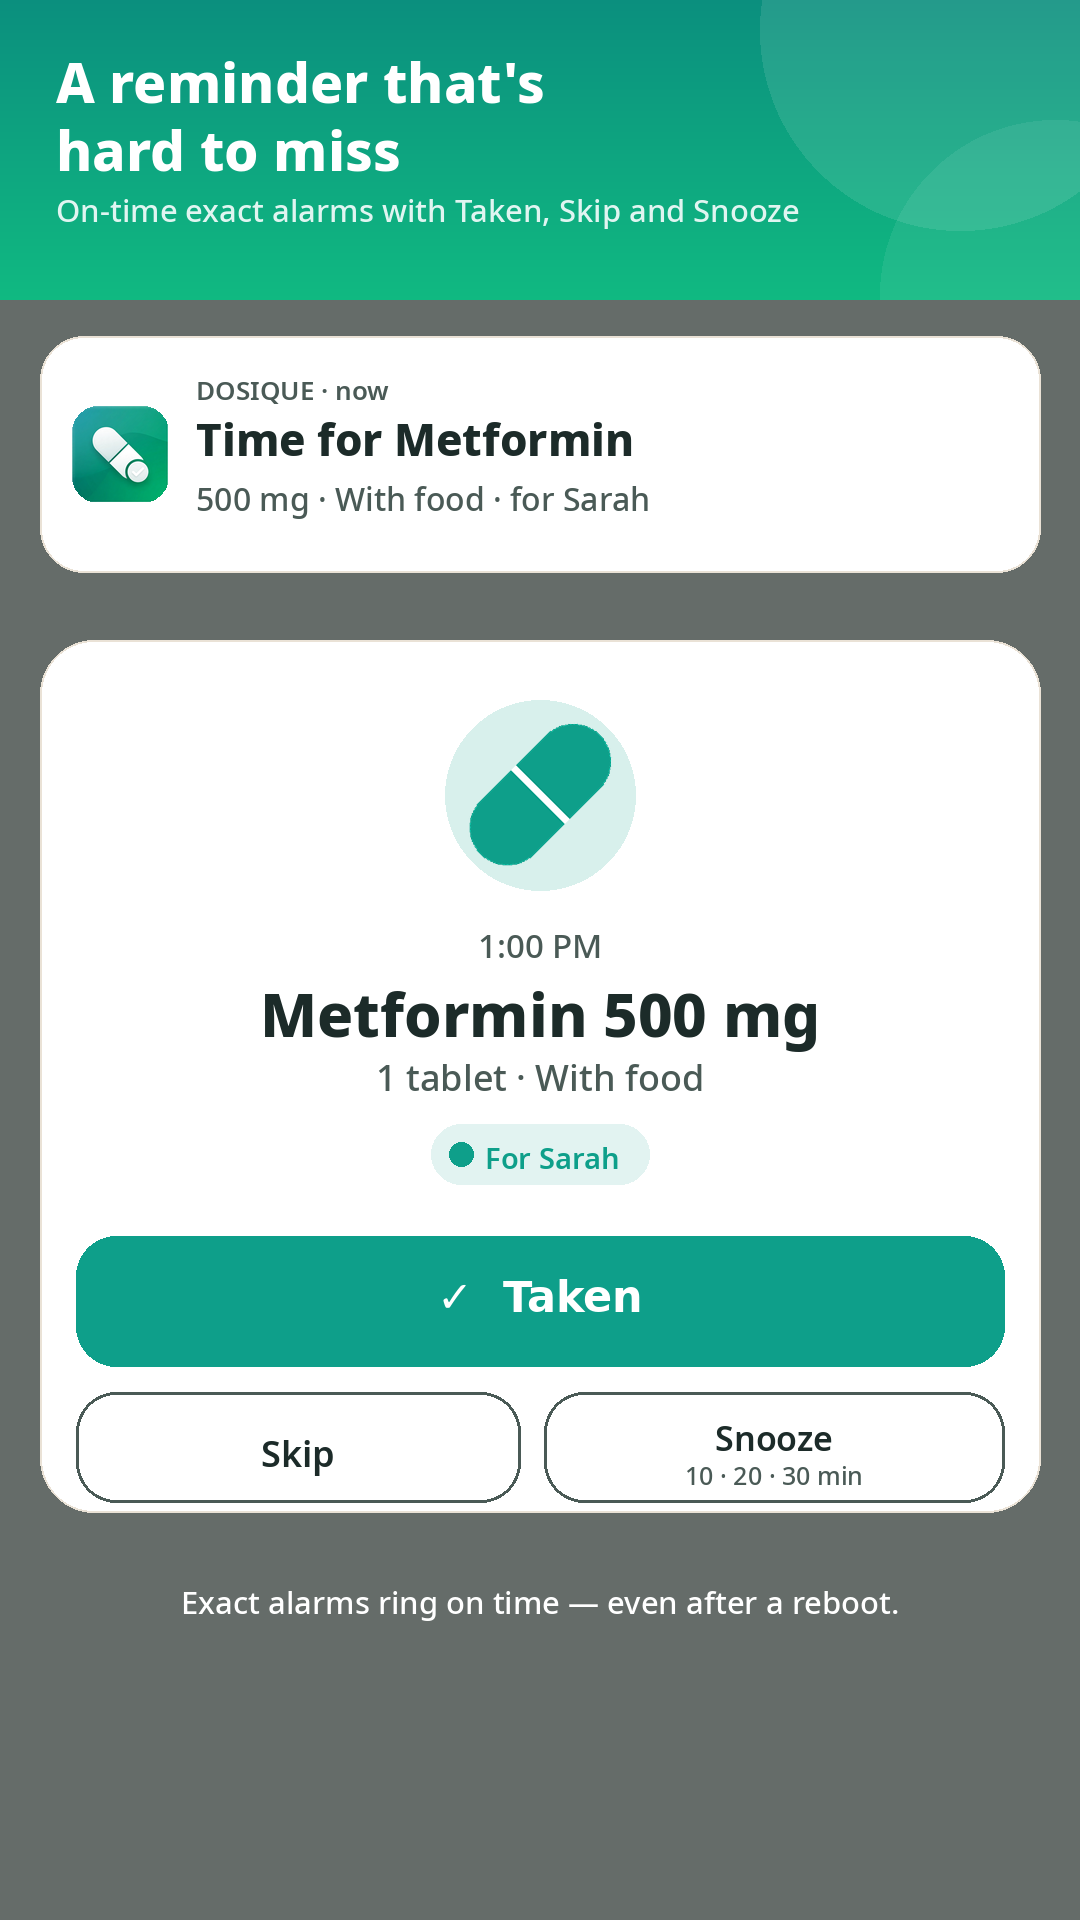 A reminder that's
hard to miss
On-time exact alarms with Taken, Skip and Snooze
DOSIQUE · now
Time for Metformin
500 mg · With food · for Sarah
1:00 PM
Metformin 500 mg
1 tablet · With food
For Sarah
✓ Taken
Skip
Snooze
10 · 20 · 30 min
Exact alarms ring on time — even after a reboot.